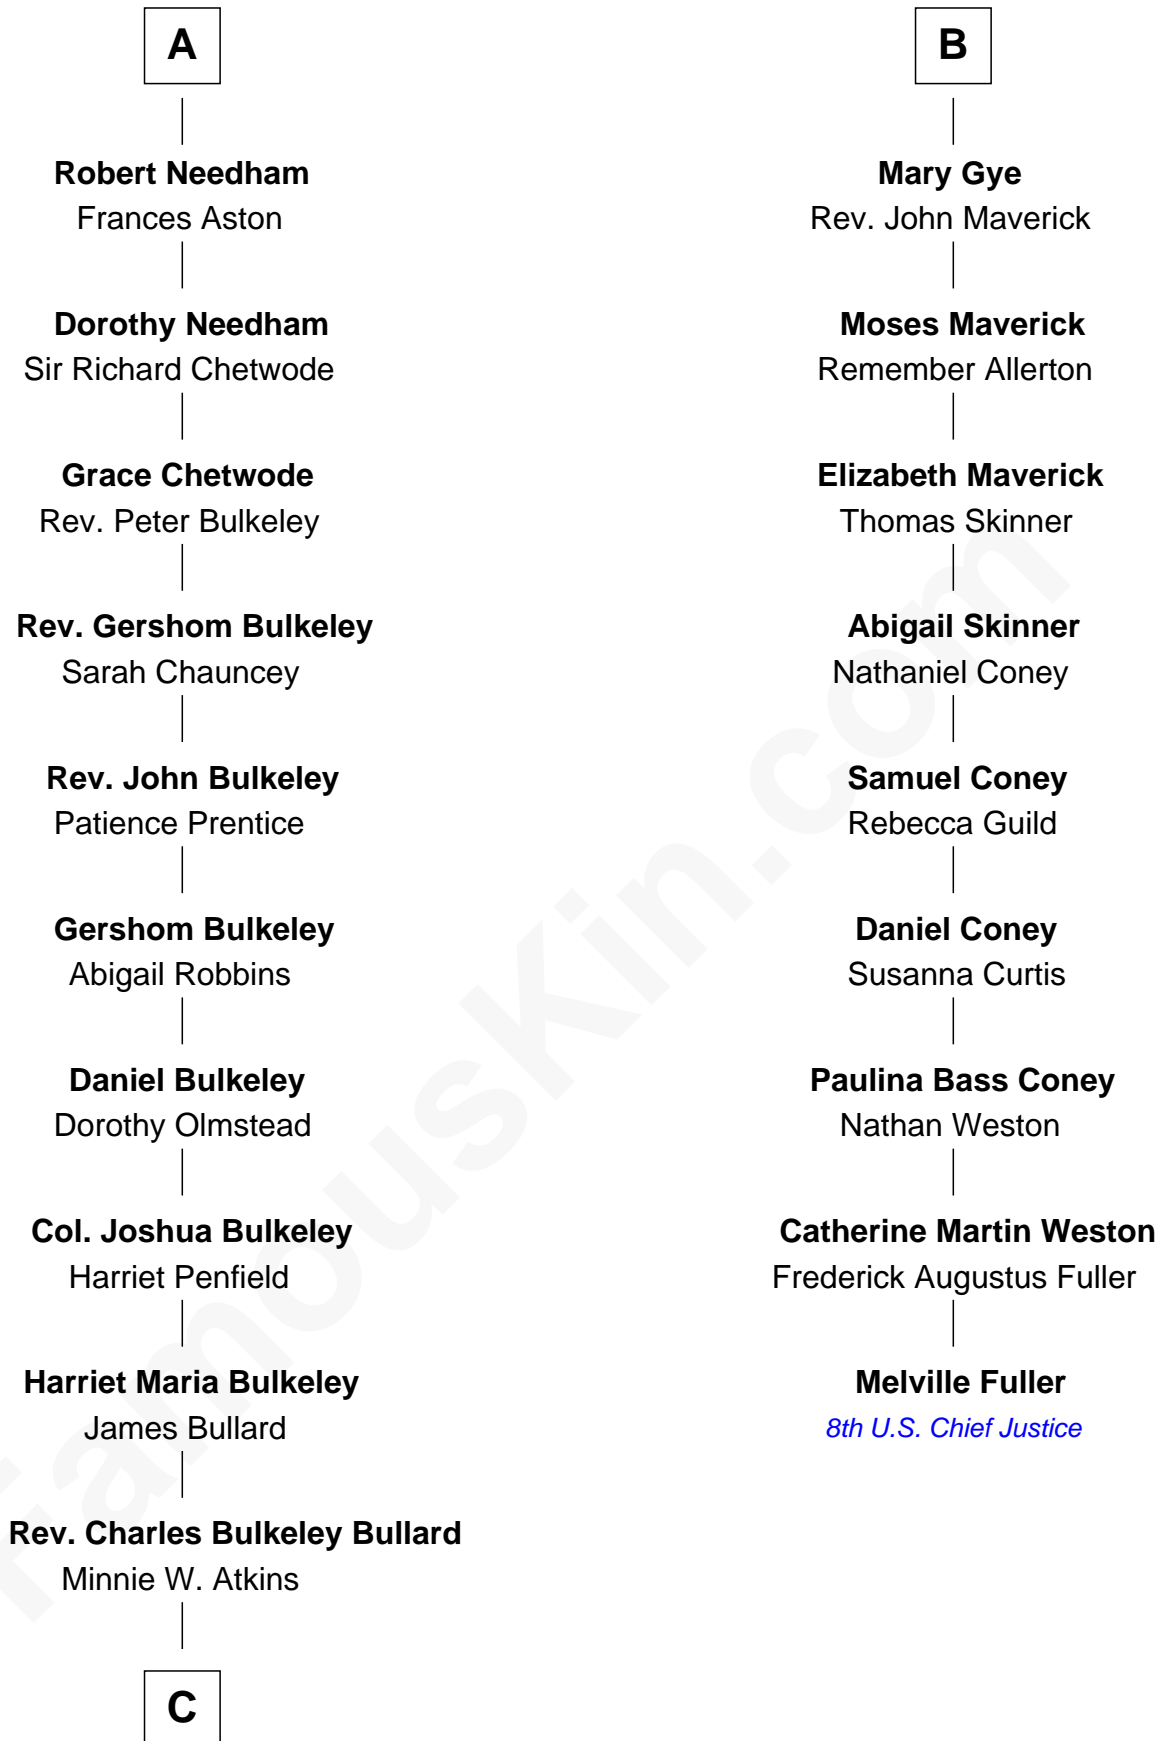 A
Robert Needham
Frances Aston
Dorothy Needham
Sir Richard Chetwode
Grace Chetwode
Rev. Peter Bulkeley
Rev. Gershom Bulkeley
Sarah Chauncey
Rev. John Bulkeley
Patience Prentice
Gershom Bulkeley
Abigail Robbins
Daniel Bulkeley
Dorothy Olmstead
Col. Joshua Bulkeley
Harriet Penfield
Harriet Maria Bulkeley
James Bullard
Rev. Charles Bulkeley Bullard
Minnie W. Atkins
C
B
Mary Gye
Rev. John Maverick
Moses Maverick
Remember Allerton
Elizabeth Maverick
Thomas Skinner
Abigail Skinner
Nathaniel Coney
Samuel Coney
Rebecca Guild
Daniel Coney
Susanna Curtis
Paulina Bass Coney
Nathan Weston
Catherine Martin Weston
Frederick Augustus Fuller
Melville Fuller
8th U.S. Chief Justice
FamousKin.com